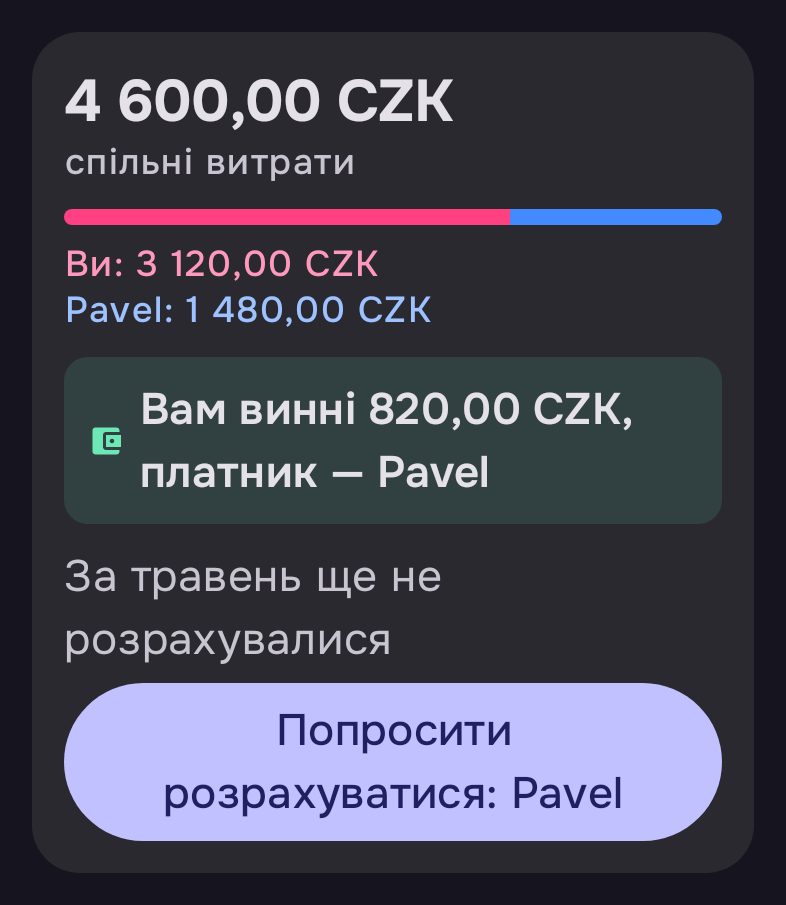 4 600,00 CZK
спільні витрати
Ви: 3 120,00 CZK
Pavel: 1 480,00 CZK
Вам винні 820,00 CZK,
платник — Pavel
За травень ще не
розрахувалися
Попросити
розрахуватися: Pavel